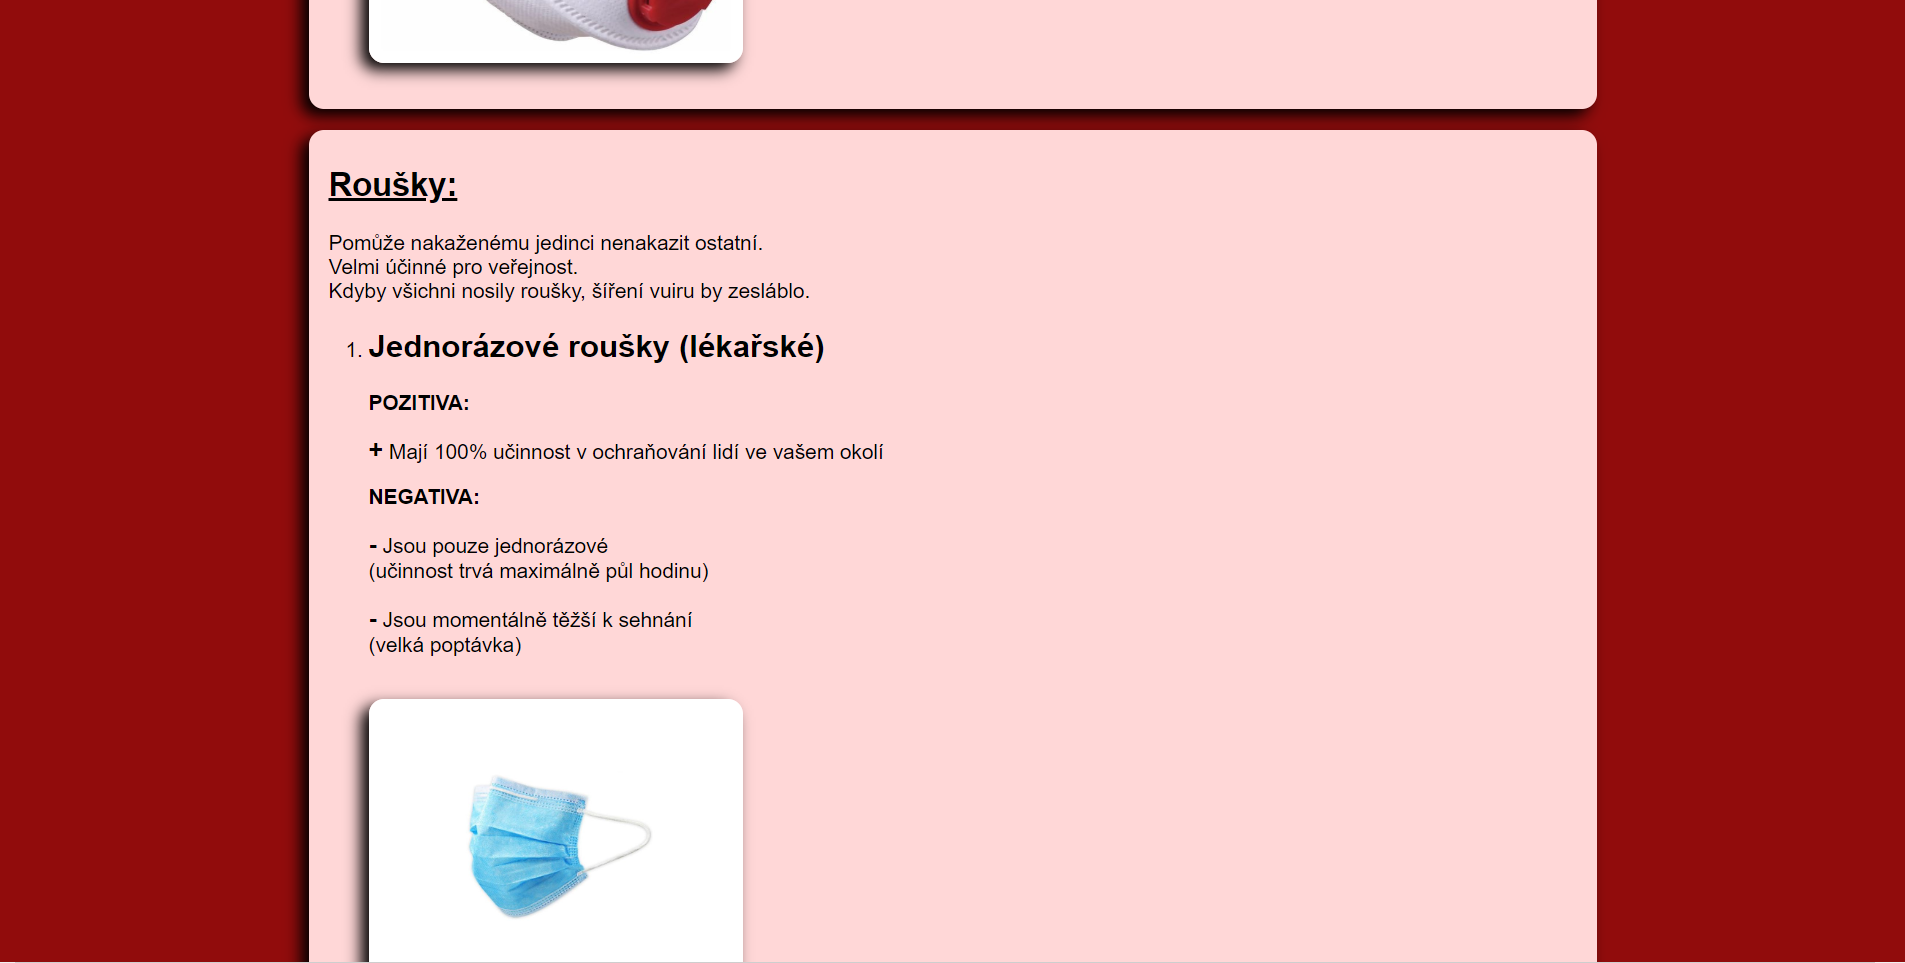 Roušky:
Pomůže nakaženému jedinci nenakazit ostatní.
Velmi účinné pro veřejnost.
Kdyby všichni nosily roušky, šíření vuiru by zesláblo.
1. Jednorázové roušky (lékařské)
POZITIVA:
+ Mají 100% učinnost v ochraňování lidí ve vašem okolí
NEGATIVA:
- Jsou pouze jednorázové
(učinnost trvá maximálně půl hodinu)
- Jsou momentálně těžší k sehnání
(velká poptávka)